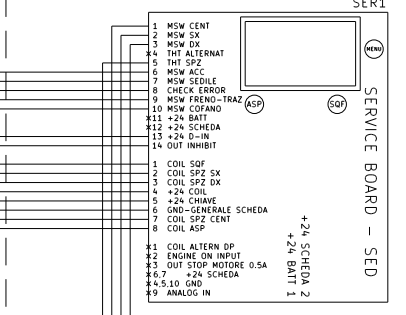 SER1
1 MSW CENT
2 MSW SX
3 MSW DX
x4 THT ALTERNAT
5 THT SPZ
6 MSW ACC
7 MSW SEDILE
8 CHECK ERROR
9 MSW FRENO-TRAZ
10 MSW COFANO
x11 +24 BATT
x12 +24 SCHEDA
13 +24 D-IN
14 OUT INHIBIT
MENU
ASP
SQF
1 COIL SQF
2 COIL SPZ SX
3 COIL SPZ DX
4 +24 COIL
5 +24 CHIAVE
6 GND-GENERALE SCHEDA
7 COIL SPZ CENT
8 COIL ASP
x1 COIL ALTERN DP
x2 ENGINE ON INPUT
x3 OUT STOP MOTORE 0.5A
x6,7 +24 SCHEDA
x4,5,10 GND
x9 ANALOG IN
+24 SCHEDA 2
+24 BATT 1
SERVICE BOARD - SED